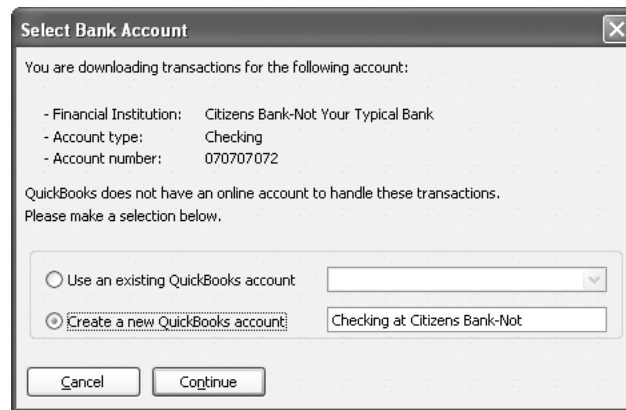 Select Bank Account
You are downloading transactions for the following account:
- Financial Institution: Citizens Bank-Not Your Typical Bank
- Account type: Checking
- Account number: 070707072
QuickBooks does not have an online account to handle these transactions.
Please make a selection below.
Use an existing QuickBooks account
Create a new QuickBooks account Checking at Citizens Bank-Not
Cancel Continue